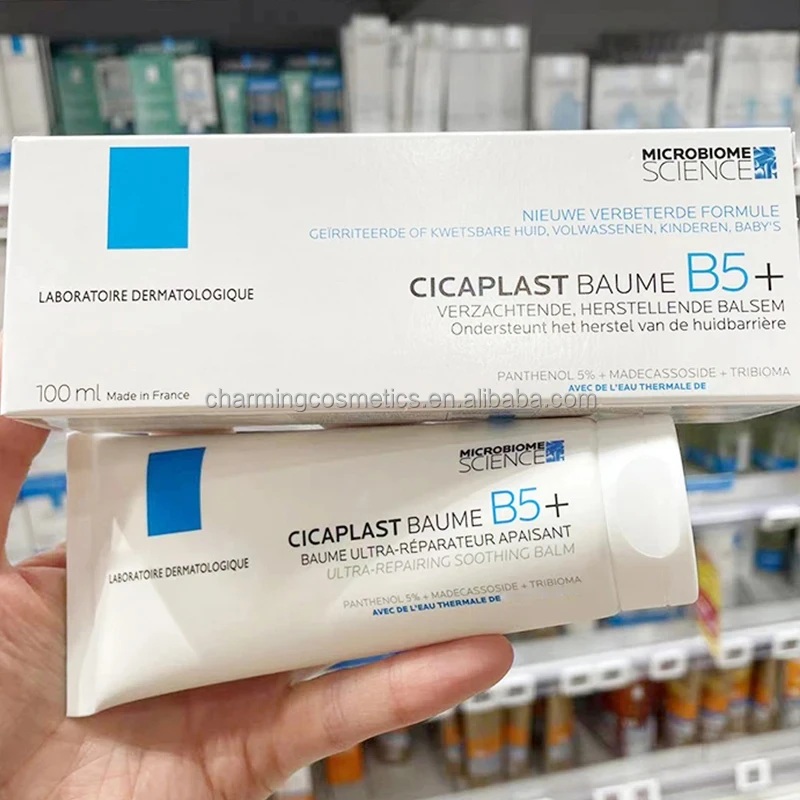 MICROBIOME
SCIENCE
NIEUWE VERBETERDE FORMULE
GEÏRRITEERDE OF KWETSBARE HUID, VOLWASSENEN, KINDEREN, BABY'S
CICAPLAST BAUME B5+
VERZACHTENDE, HERSTELLENDE BALSEM
Ondersteunt het herstel van de huidbarrière
LABORATOIRE DERMATOLOGIQUE
PANTHENOL 5% + MADECASSOSIDE + TRIBIOMA
AVEC DE L'EAU THERMALE DE
100 ml Made in France
charmingcosmetics.en.alibaba.com
MICROBIOME
SCIENCE
CICAPLAST BAUME B5+
BAUME ULTRA-RÉPARATEUR APAISANT
ULTRA-REPAIRING SOOTHING BALM
LABORATOIRE DERMATOLOGIQUE
PANTHENOL 5% + MADECASSOSIDE + TRIBIOMA
AVEC DE L'EAU THERMALE DE